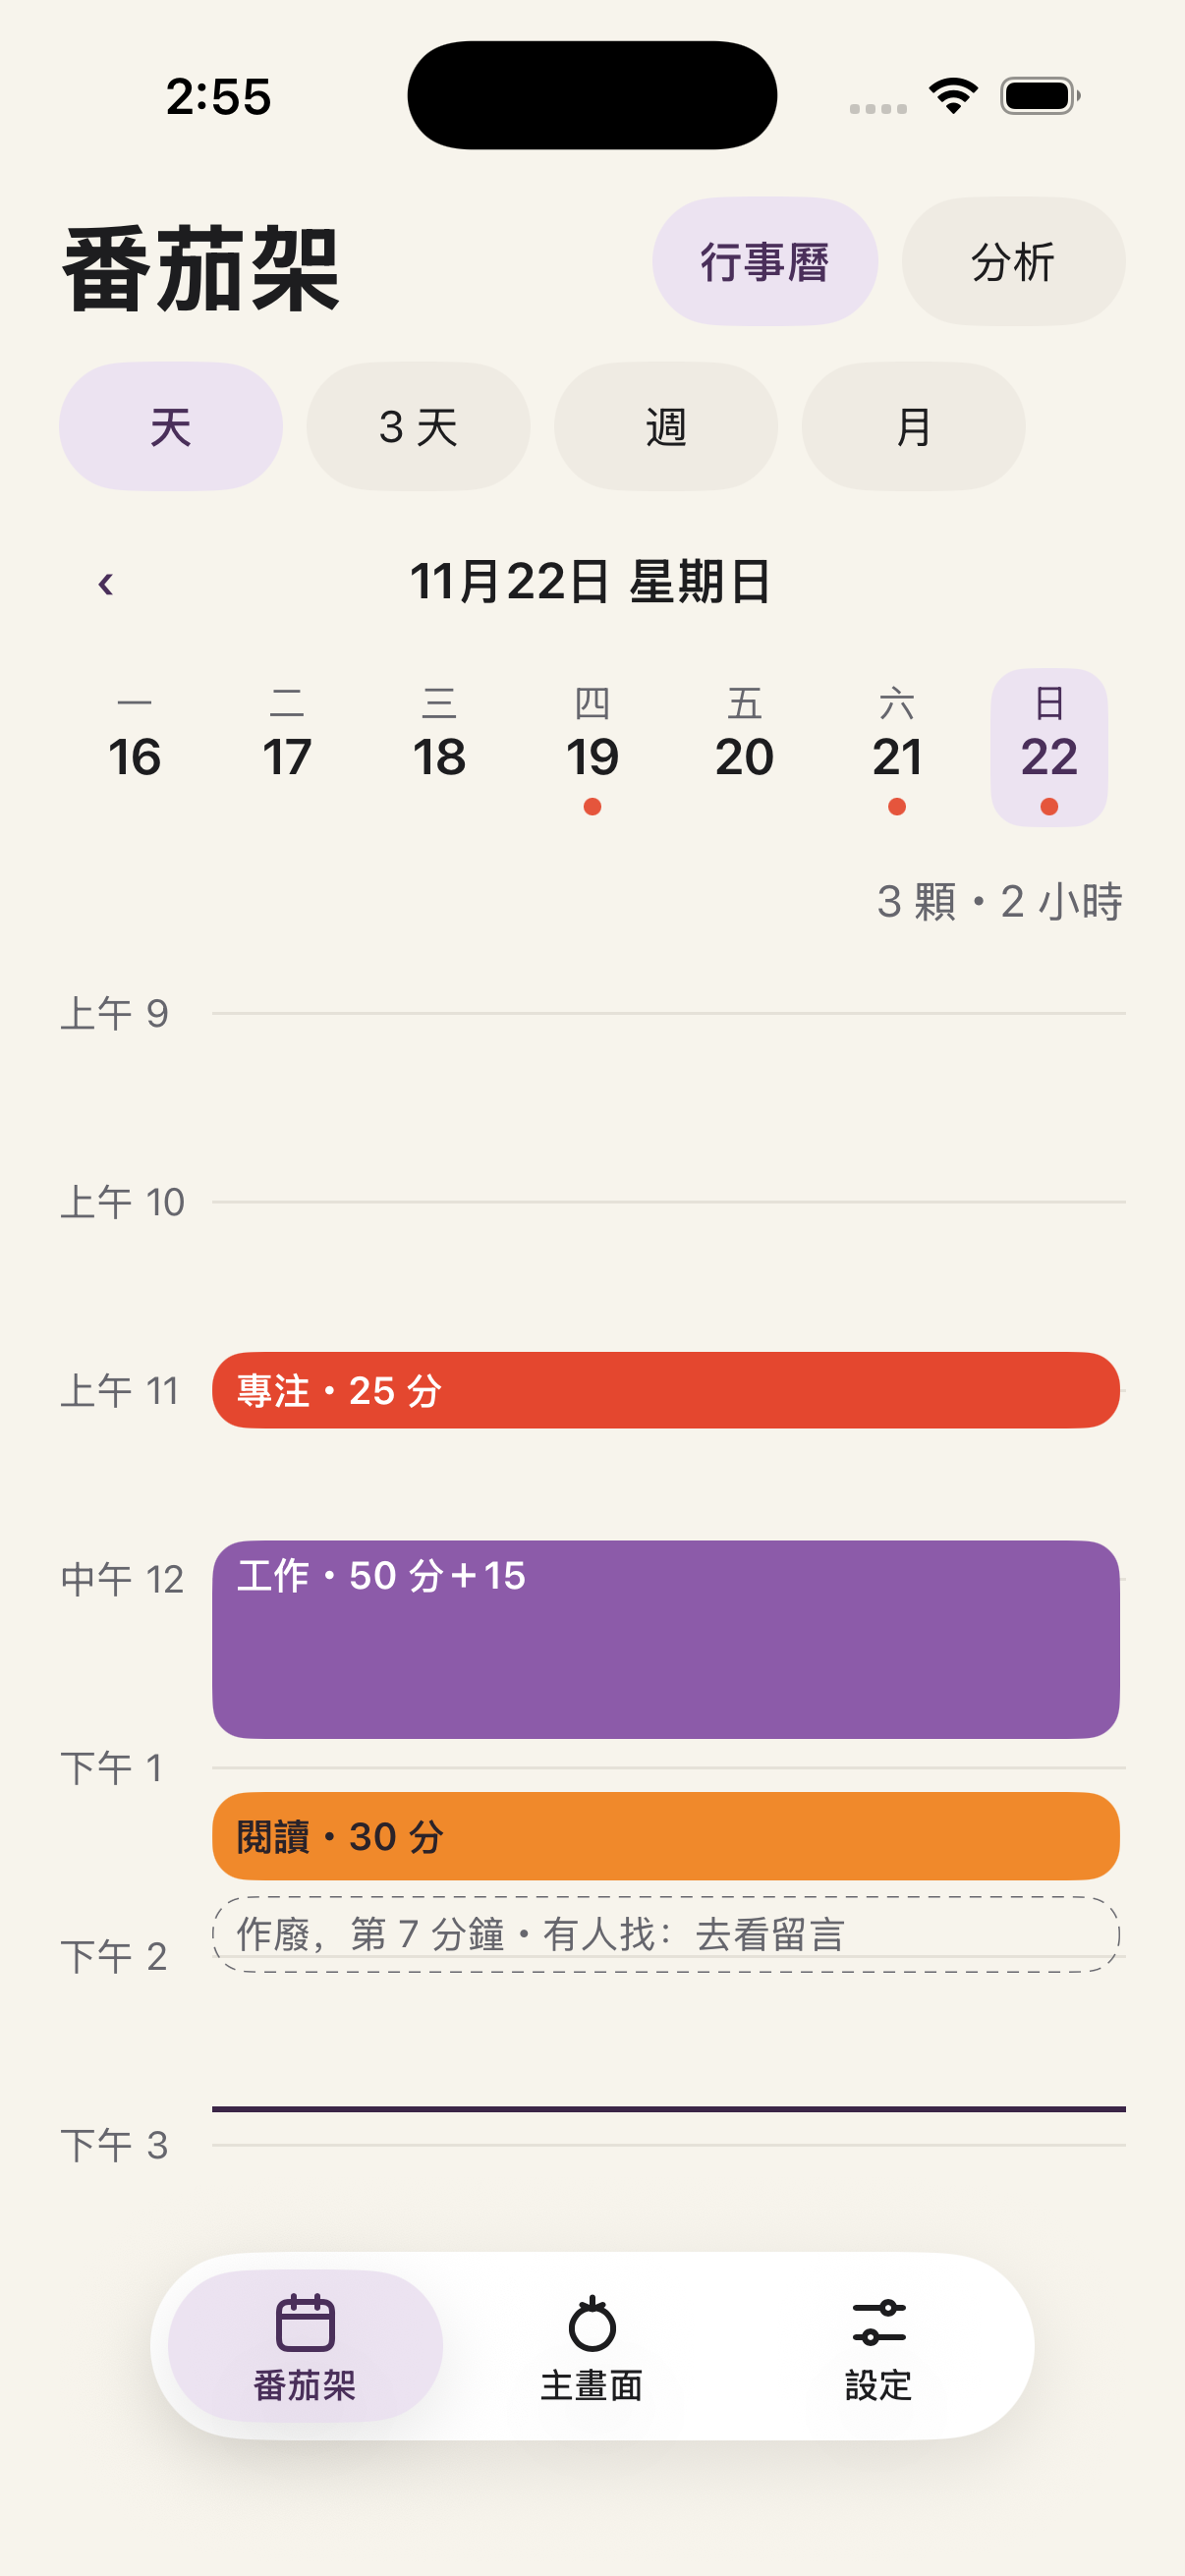 2:55
番茄架
行事曆
分析
天
3 天
週
月
‹
11月22日 星期日
一 二 三 四 五 六 日
16 17 18 19 20 21 22
3 顆・2 小時
上午 9
上午 10
上午 11
專注・25 分
中午 12
工作・50 分＋15
下午 1
閱讀・30 分
作廢，第 7 分鐘・有人找：去看留言
下午 2
下午 3
番茄架
主畫面
設定